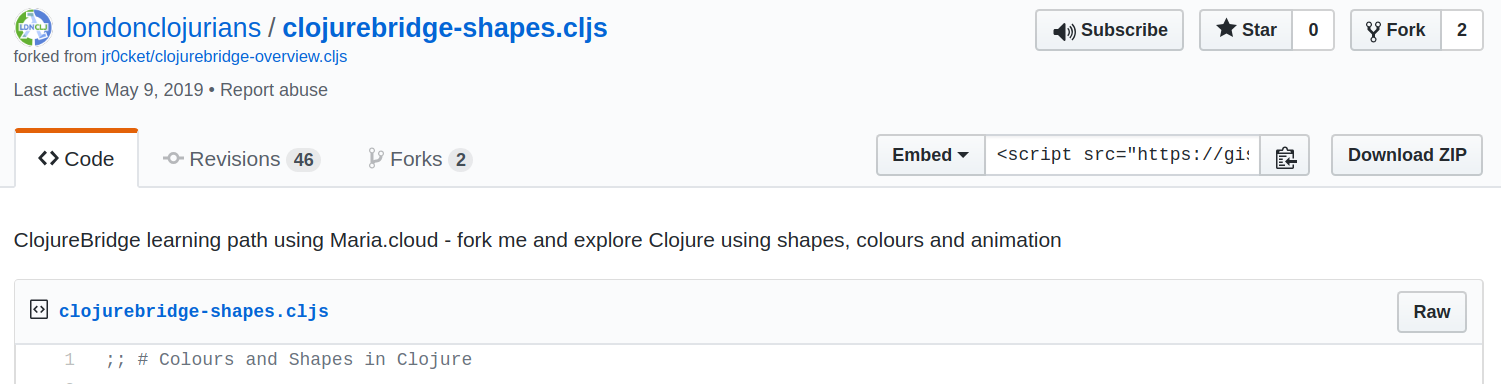 LDNCLJ
londonclojurians / clojurebridge-shapes.cljs
Subscribe
Star 0
Fork 2
forked from jr0cket/clojurebridge-overview.cljs
Last active May 9, 2019 • Report abuse
Code
Revisions 46
Forks 2
Embed
<script src="https://gis
Download ZIP
ClojureBridge learning path using Maria.cloud - fork me and explore Clojure using shapes, colours and animation
clojurebridge-shapes.cljs
Raw
1 ;; # Colours and Shapes in Clojure